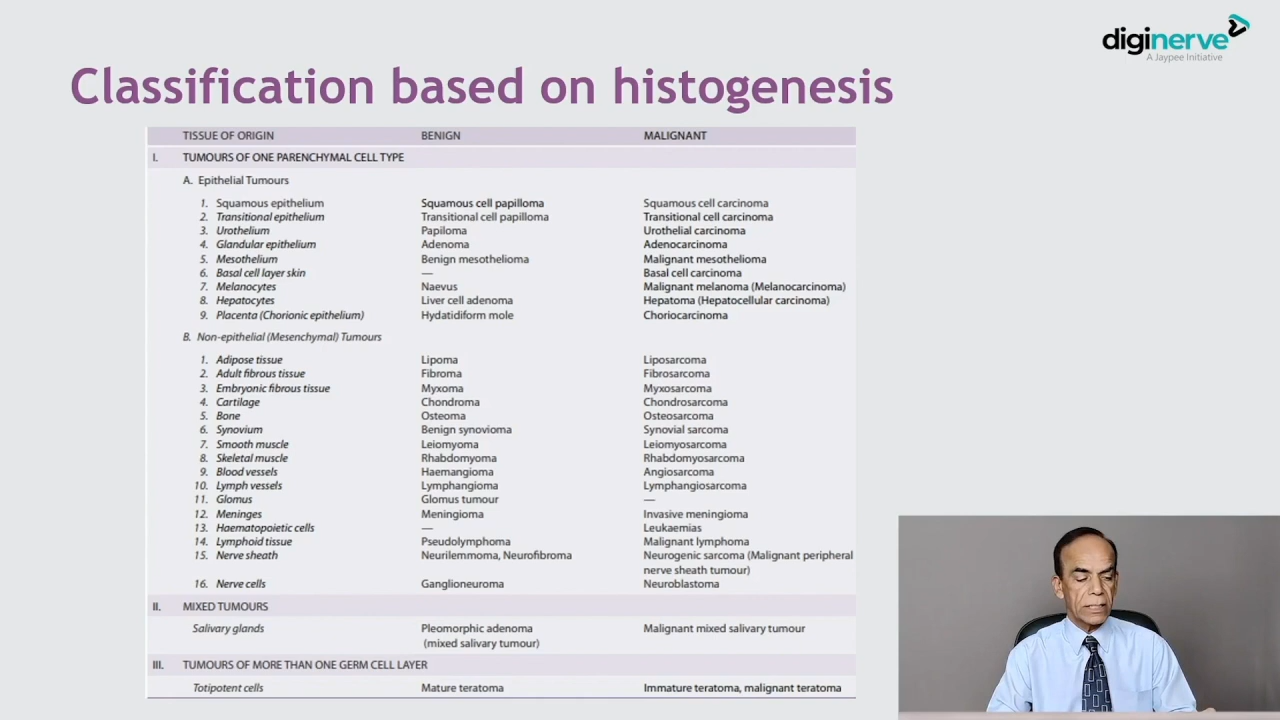 diginerve
A Jaypee Initiative
Classification based on histogenesis
TISSUE OF ORIGIN BENIGN MALIGNANT
I. TUMOURS OF ONE PARENCHYMAL CELL TYPE
A. Epithelial Tumours
1. Squamous epithelium Squamous cell papilloma Squamous cell carcinoma
2. Transitional epithelium Transitional cell papilloma Transitional cell carcinoma
3. Urothelium Papiloma Urothelial carcinoma
4. Glandular epithelium Adenoma Adenocarcinoma
5. Mesothelium Benign mesothelioma Malignant mesothelioma
6. Basal cell layer skin — Basal cell carcinoma
7. Melanocytes Naevus Malignant melanoma (Melanocarcinoma)
8. Hepatocytes Liver cell adenoma Hepatoma (Hepatocellular carcinoma)
9. Placenta (Chorionic epithelium) Hydatidiform mole Choriocarcinoma
B. Non-epithelial (Mesenchymal) Tumours
1. Adipose tissue Lipoma Liposarcoma
2. Adult fibrous tissue Fibroma Fibrosarcoma
3. Embryonic fibrous tissue Myxoma Myxosarcoma
4. Cartilage Chondroma Chondrosarcoma
5. Bone Osteoma Osteosarcoma
6. Synovium Benign synovioma Synovial sarcoma
7. Smooth muscle Leiomyoma Leiomyosarcoma
8. Skeletal muscle Rhabdomyoma Rhabdomyosarcoma
9. Blood vessels Haemangioma Angiosarcoma
10. Lymph vessels Lymphangioma Lymphangiosarcoma
11. Glomus Glomus tumour —
12. Meninges Meningioma Invasive meningioma
13. Haematopoietic cells — Leukaemias
14. Lymphoid tissue Pseudolymphoma Malignant lymphoma
15. Nerve sheath Neurilemmoma, Neurofibroma Neurogenic sarcoma (Malignant peripheral
nerve sheath tumour)
16. Nerve cells Ganglioneuroma Neuroblastoma
II. MIXED TUMOURS
Salivary glands Pleomorphic adenoma Malignant mixed salivary tumour
(mixed salivary tumour)
III. TUMOURS OF MORE THAN ONE GERM CELL LAYER
Totipotent cells Mature teratoma Immature teratoma, malignant teratoma